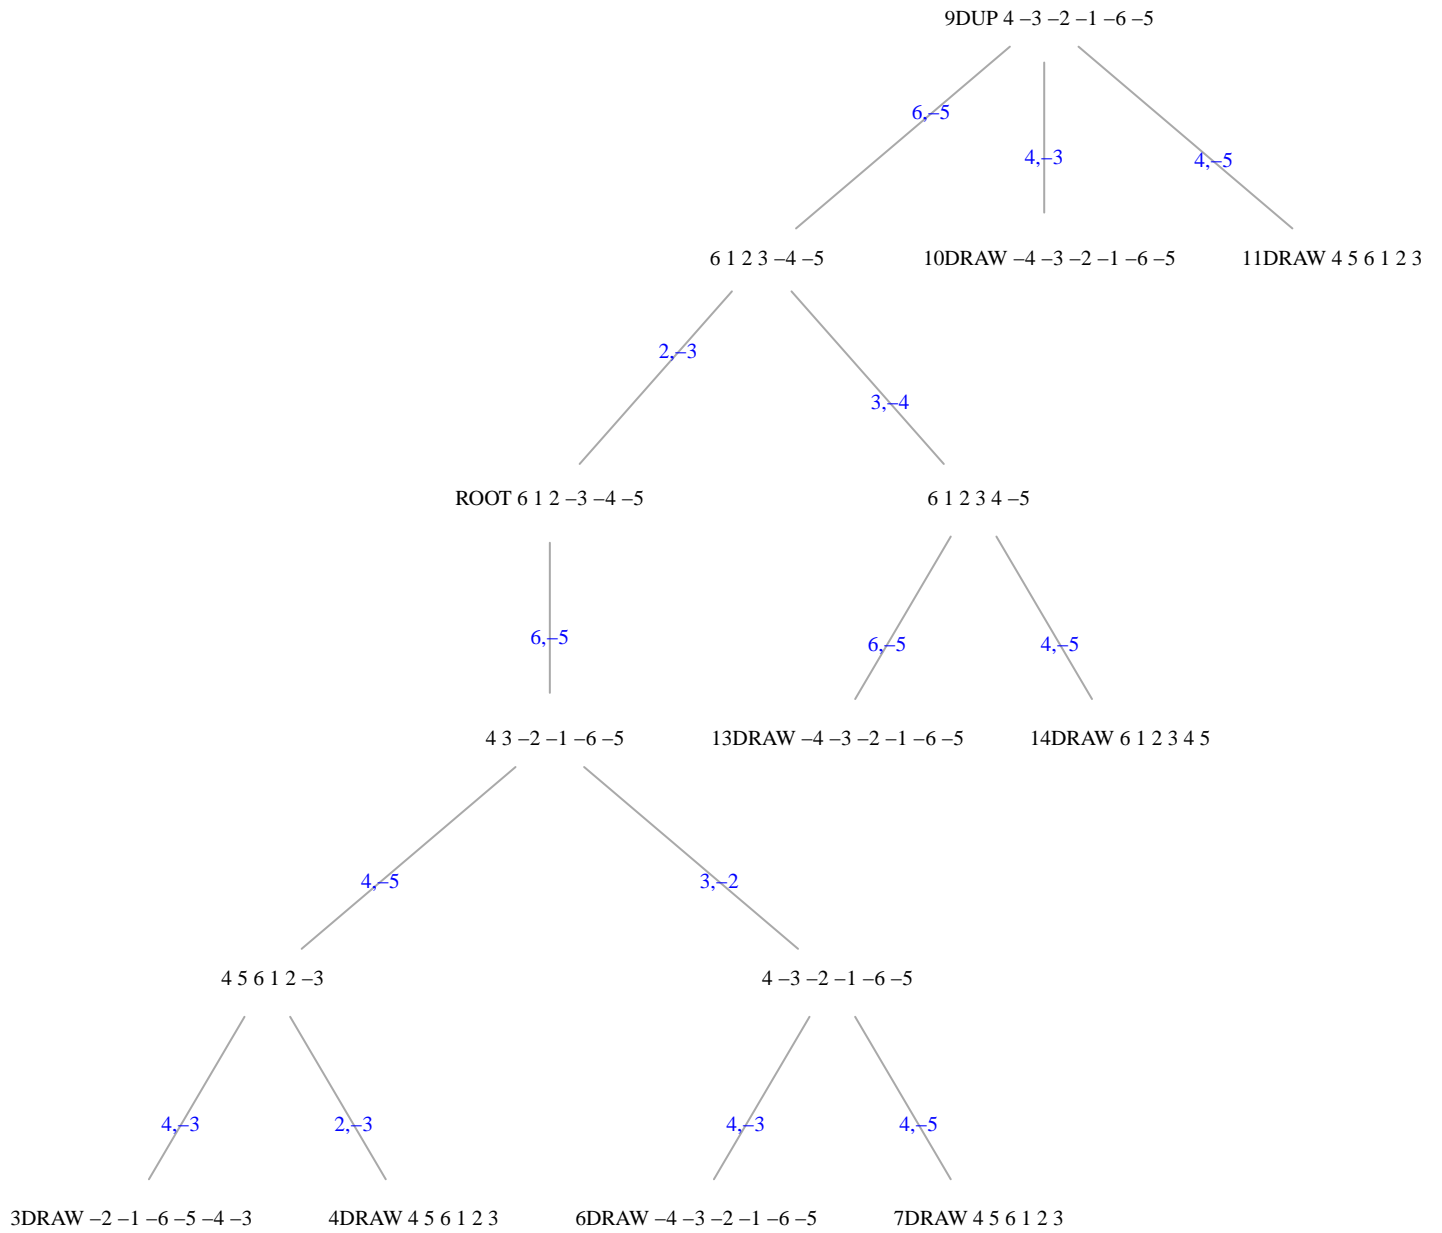 9DUP 4 –3 –2 –1 –6 –5
6,–5
4,–3
4,–5
6 1 2 3 –4 –5
10DRAW –4 –3 –2 –1 –6 –5
11DRAW 4 5 6 1 2 3
2,–3
3,–4
ROOT 6 1 2 –3 –4 –5
6 1 2 3 4 –5
6,–5
6,–5
4,–5
4 3 –2 –1 –6 –5
13DRAW –4 –3 –2 –1 –6 –5
14DRAW 6 1 2 3 4 5
4,–5
3,–2
4 5 6 1 2 –3
4 –3 –2 –1 –6 –5
4,–3
2,–3
4,–3
4,–5
3DRAW –2 –1 –6 –5 –4 –3
4DRAW 4 5 6 1 2 3
6DRAW –4 –3 –2 –1 –6 –5
7DRAW 4 5 6 1 2 3